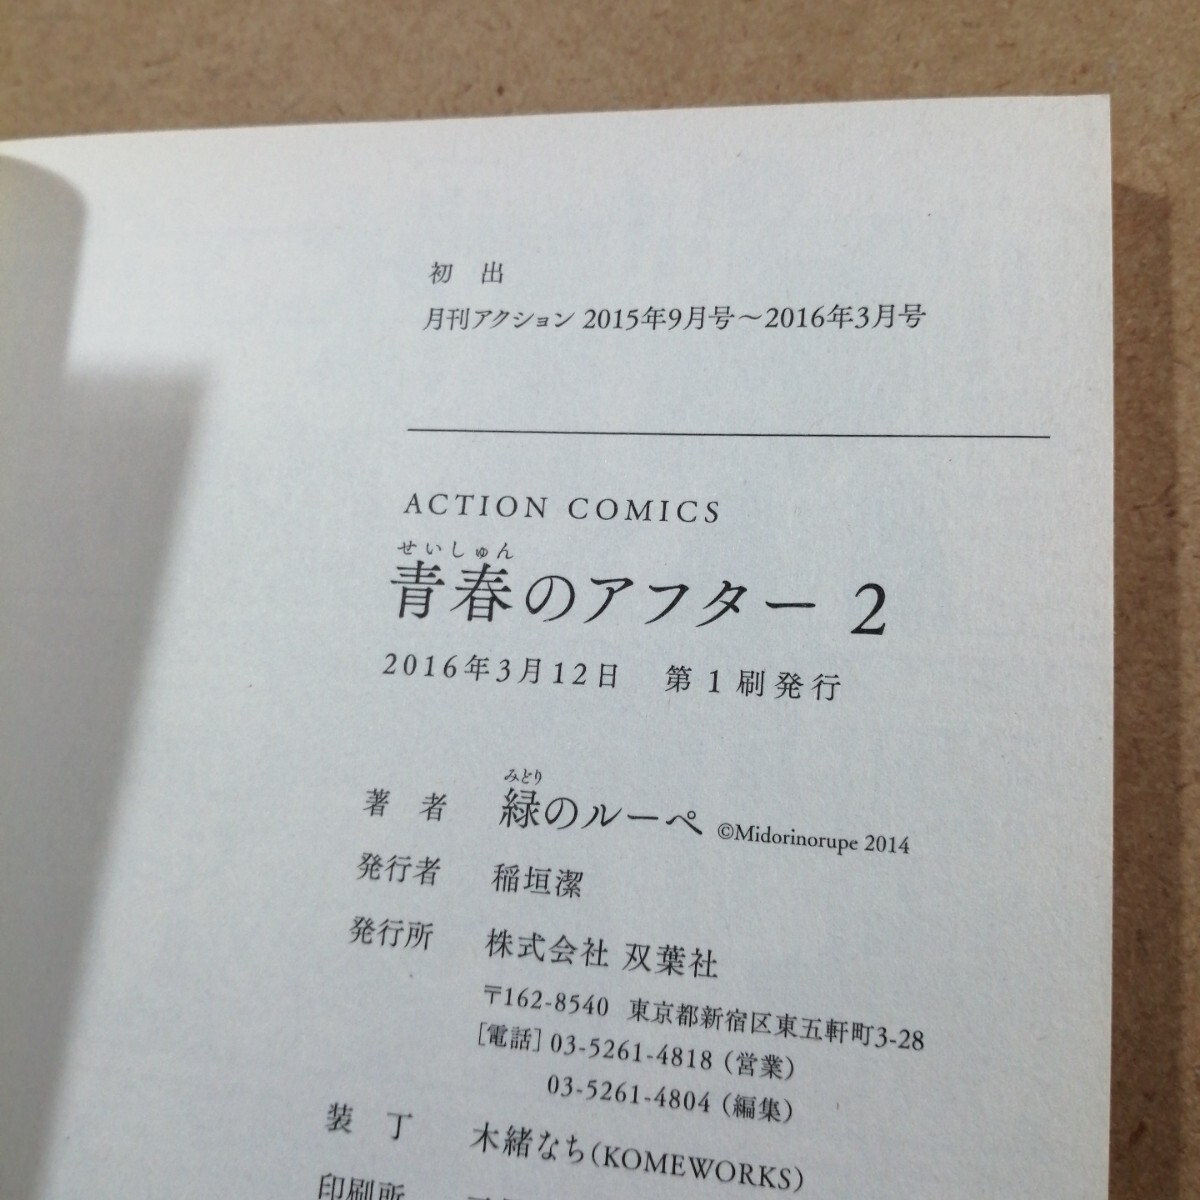 初 出
月刊アクション 2015年9月号〜2016年3月号
ACTION COMICS
せいしゅん
青春のアフター 2
2016年3月12日 第1刷発行
みどり
著 者 緑のルーペ ©Midorinorupe 2014
発行者 稲垣潔
発行所 株式会社 双葉社
〒162-8540 東京都新宿区東五軒町3-28
[電話] 03-5261-4818 (営業)
03-5261-4804 (編集)
装 丁 木緒なち(KOMEWORKS)
印刷所